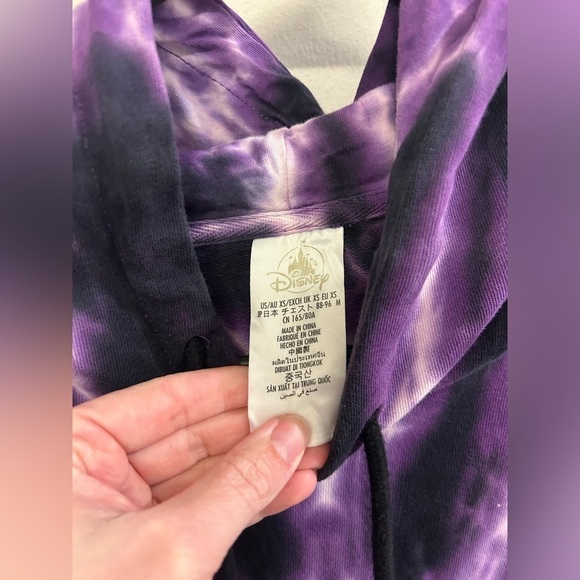 Disney
US/AU XS/EXCH UK XS EU XS
JP日本 チェスト 88-96 M
CN 165/80A
MADE IN CHINA
FABRIQUÉ EN CHINE
HECHO EN CHINA
中國製
ผลิตในประเทศจีน
DIBUAT DI TIONGKOK
중국산
SẢN XUẤT TẠI TRUNG QUỐC
صنع في الصين